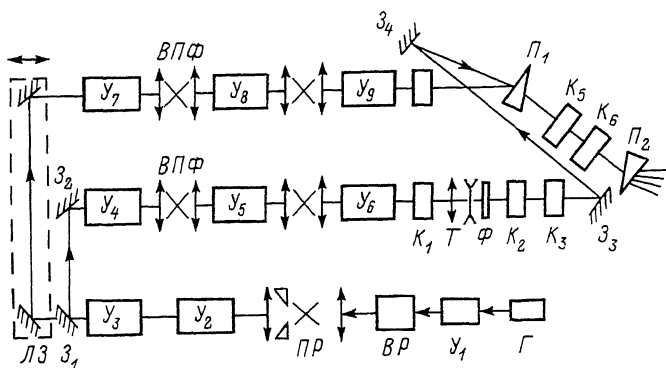 З₄
ВПФ
П₁
У₇
У₈
У₉
К₅
К₆
П₂
З₂
ВПФ
У₄
У₅
У₆
К₁
Т
Ф
К₂
К₃
З₃
У₃
У₂
ЛЗ
З₁
ПР
ВР
У₁
Г